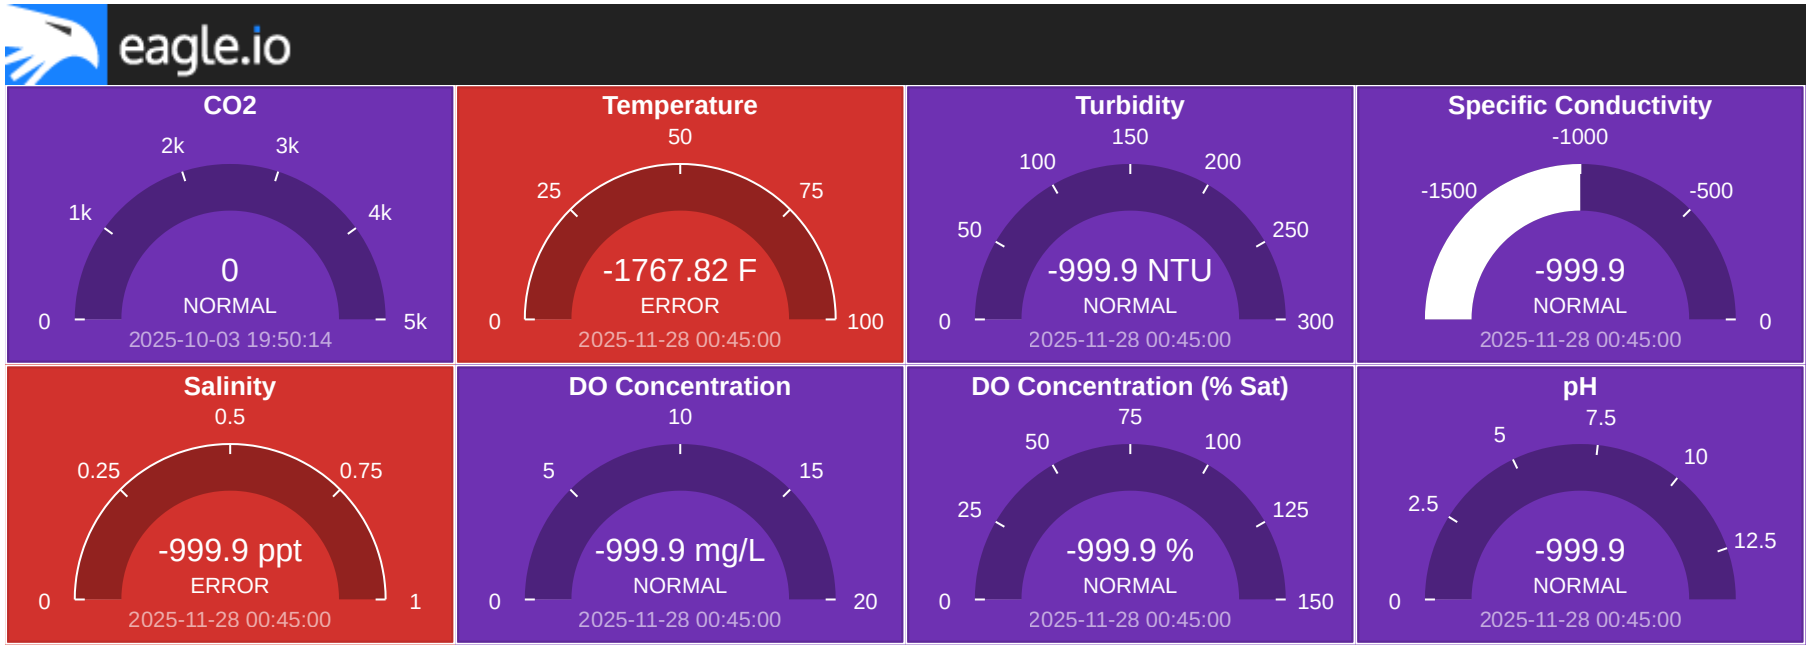 eagle.io
CO2
2k
3k
1k
4k
0
NORMAL
0
5k
2025-10-03 19:50:14
Temperature
50
25
75
-1767.82 F
ERROR
0
100
2025-11-28 00:45:00
Turbidity
150
100
200
50
250
-999.9 NTU
NORMAL
0
300
2025-11-28 00:45:00
Specific Conductivity
-1000
-1500
-500
-999.9
NORMAL
0
2025-11-28 00:45:00
Salinity
0.5
0.25
0.75
-999.9 ppt
ERROR
0
1
2025-11-28 00:45:00
DO Concentration
10
5
15
-999.9 mg/L
NORMAL
0
20
2025-11-28 00:45:00
DO Concentration (% Sat)
75
50
100
25
125
-999.9 %
NORMAL
0
150
2025-11-28 00:45:00
pH
7.5
5
10
2.5
12.5
-999.9
NORMAL
0
2025-11-28 00:45:00